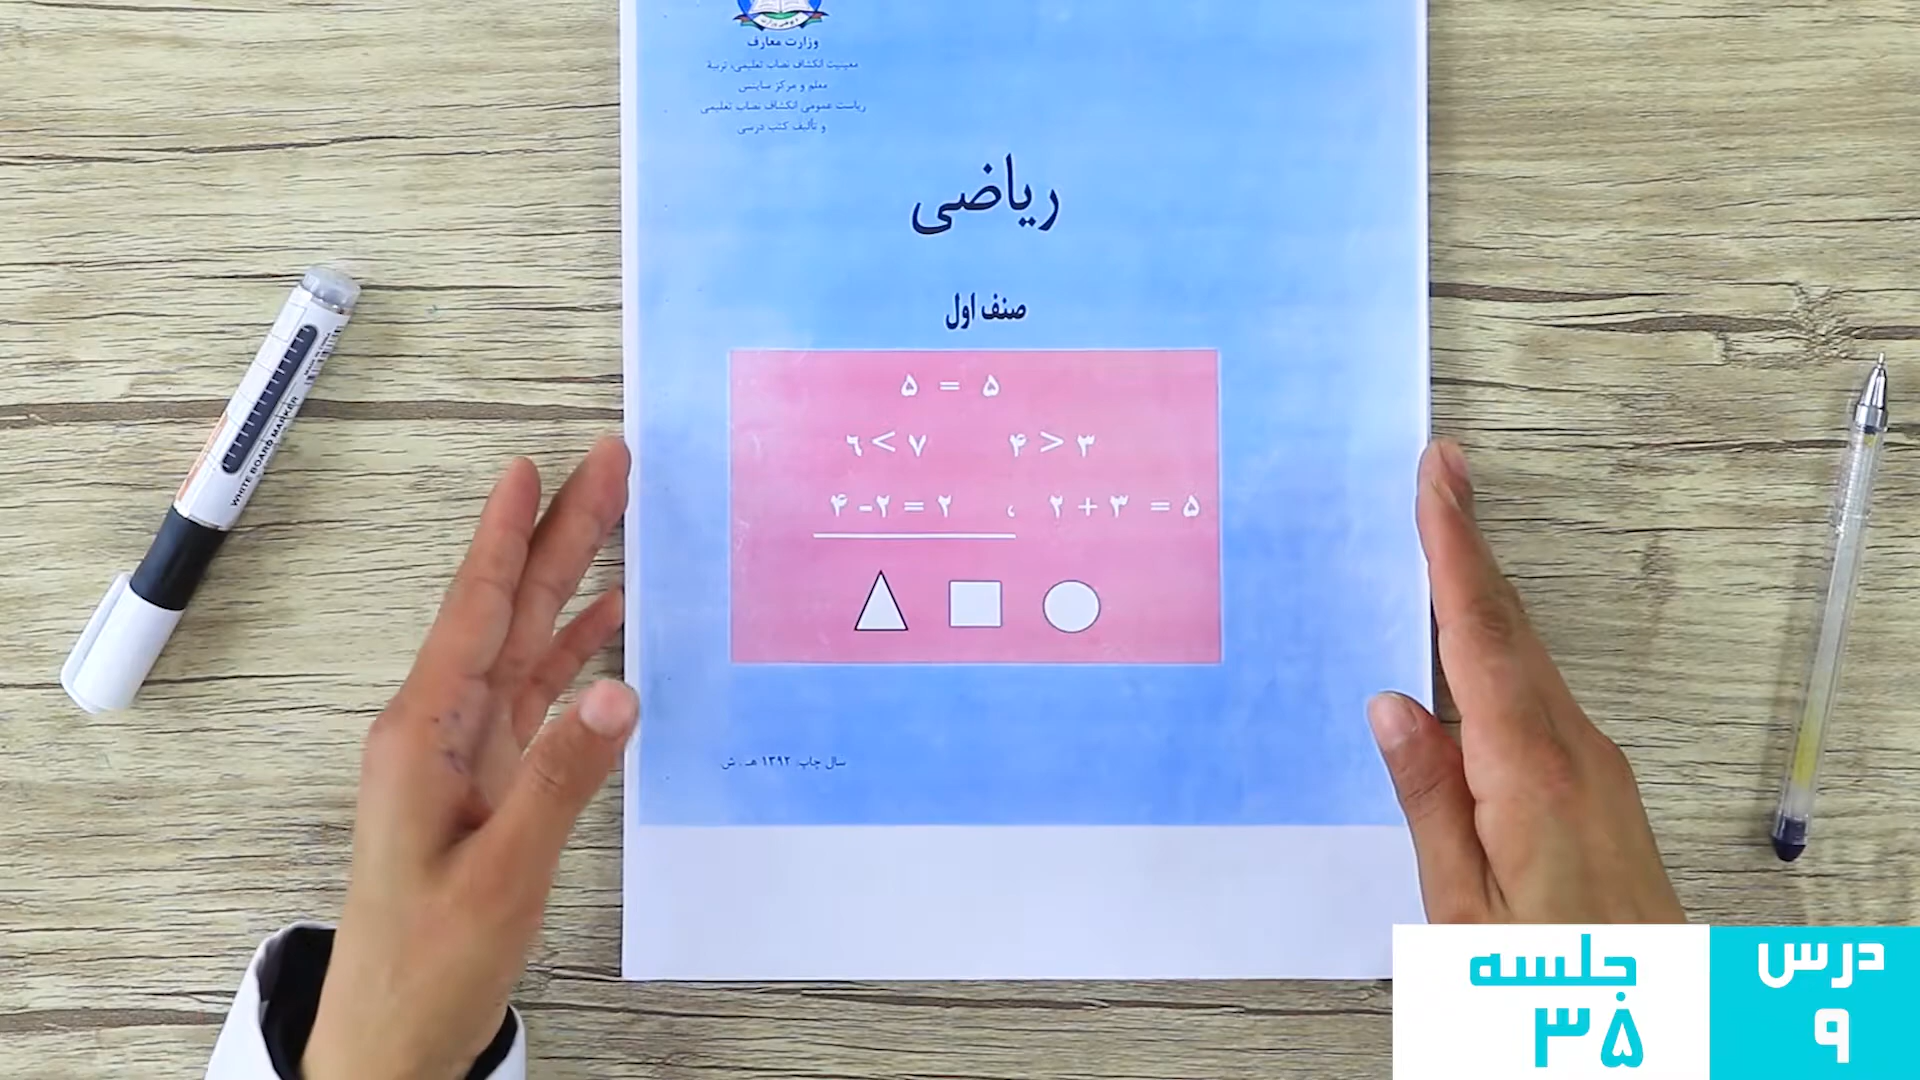 وزارت معارف
معینیت انکشاف نصاب تعلیمی، تربیهٔ
معلم و مرکز ساینس
ریاست عمومی انکشاف نصاب تعلیمی
و تألیف کتب درسی
ریاضی
صنف اول
۵ = ۵
۶ < ۷ ۴ > ۳
۴ - ۲ = ۲ ، ۲ + ۳ = ۵
سال چاپ: ۱۳۹۲ هـ . ش
WHITE BOARD MARKER
درس
۹
جلسه
۳۵